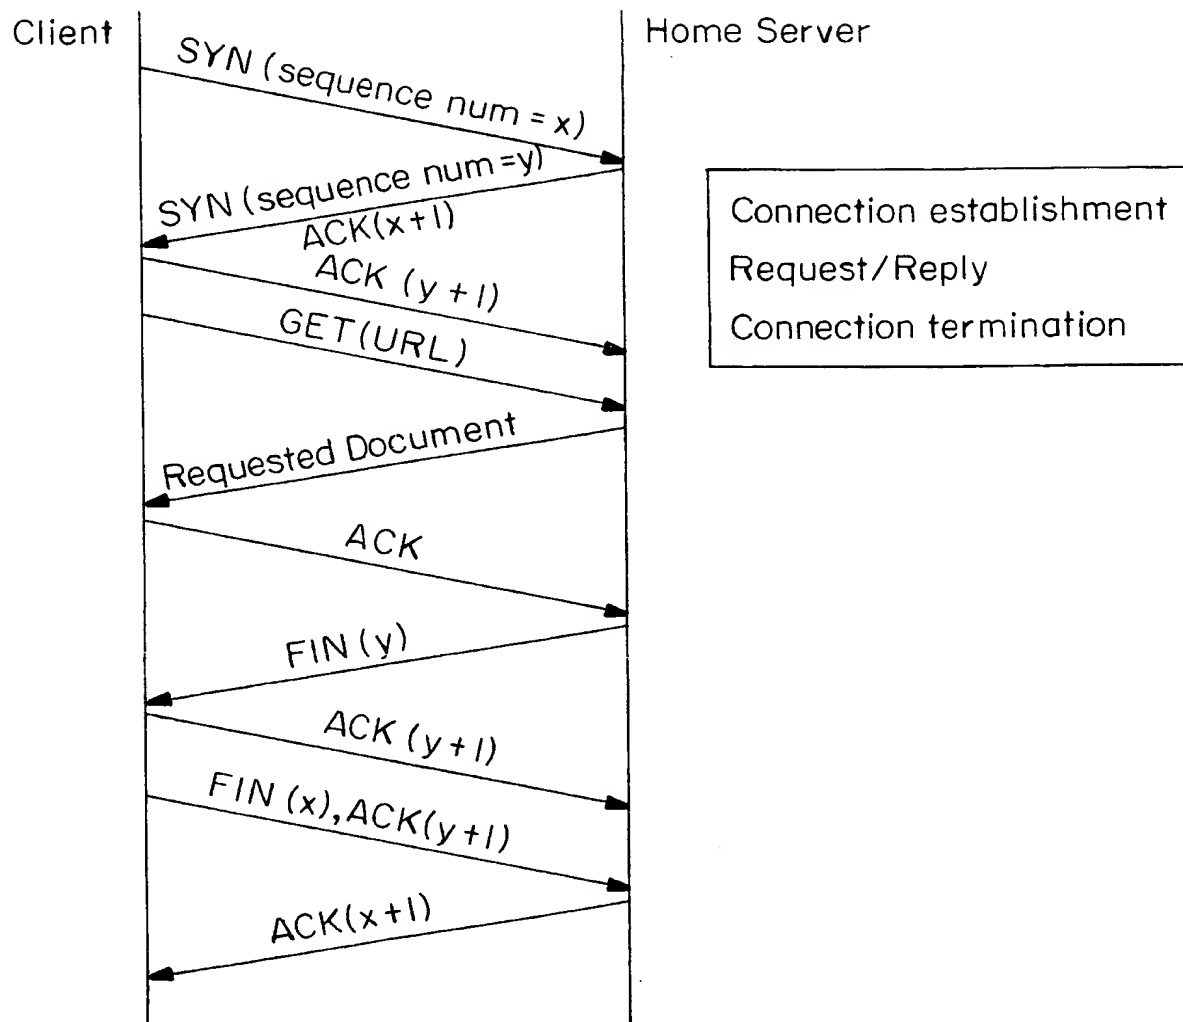 Client
Home Server
SYN (sequence num = x)
SYN (sequence num=y)
ACK(x+1)
ACK (y+1)
GET(URL)
Requested Document
ACK
FIN (y)
ACK (y+1)
FIN (x), ACK(y+1)
ACK(x+1)
Connection establishment
Request/Reply
Connection termination